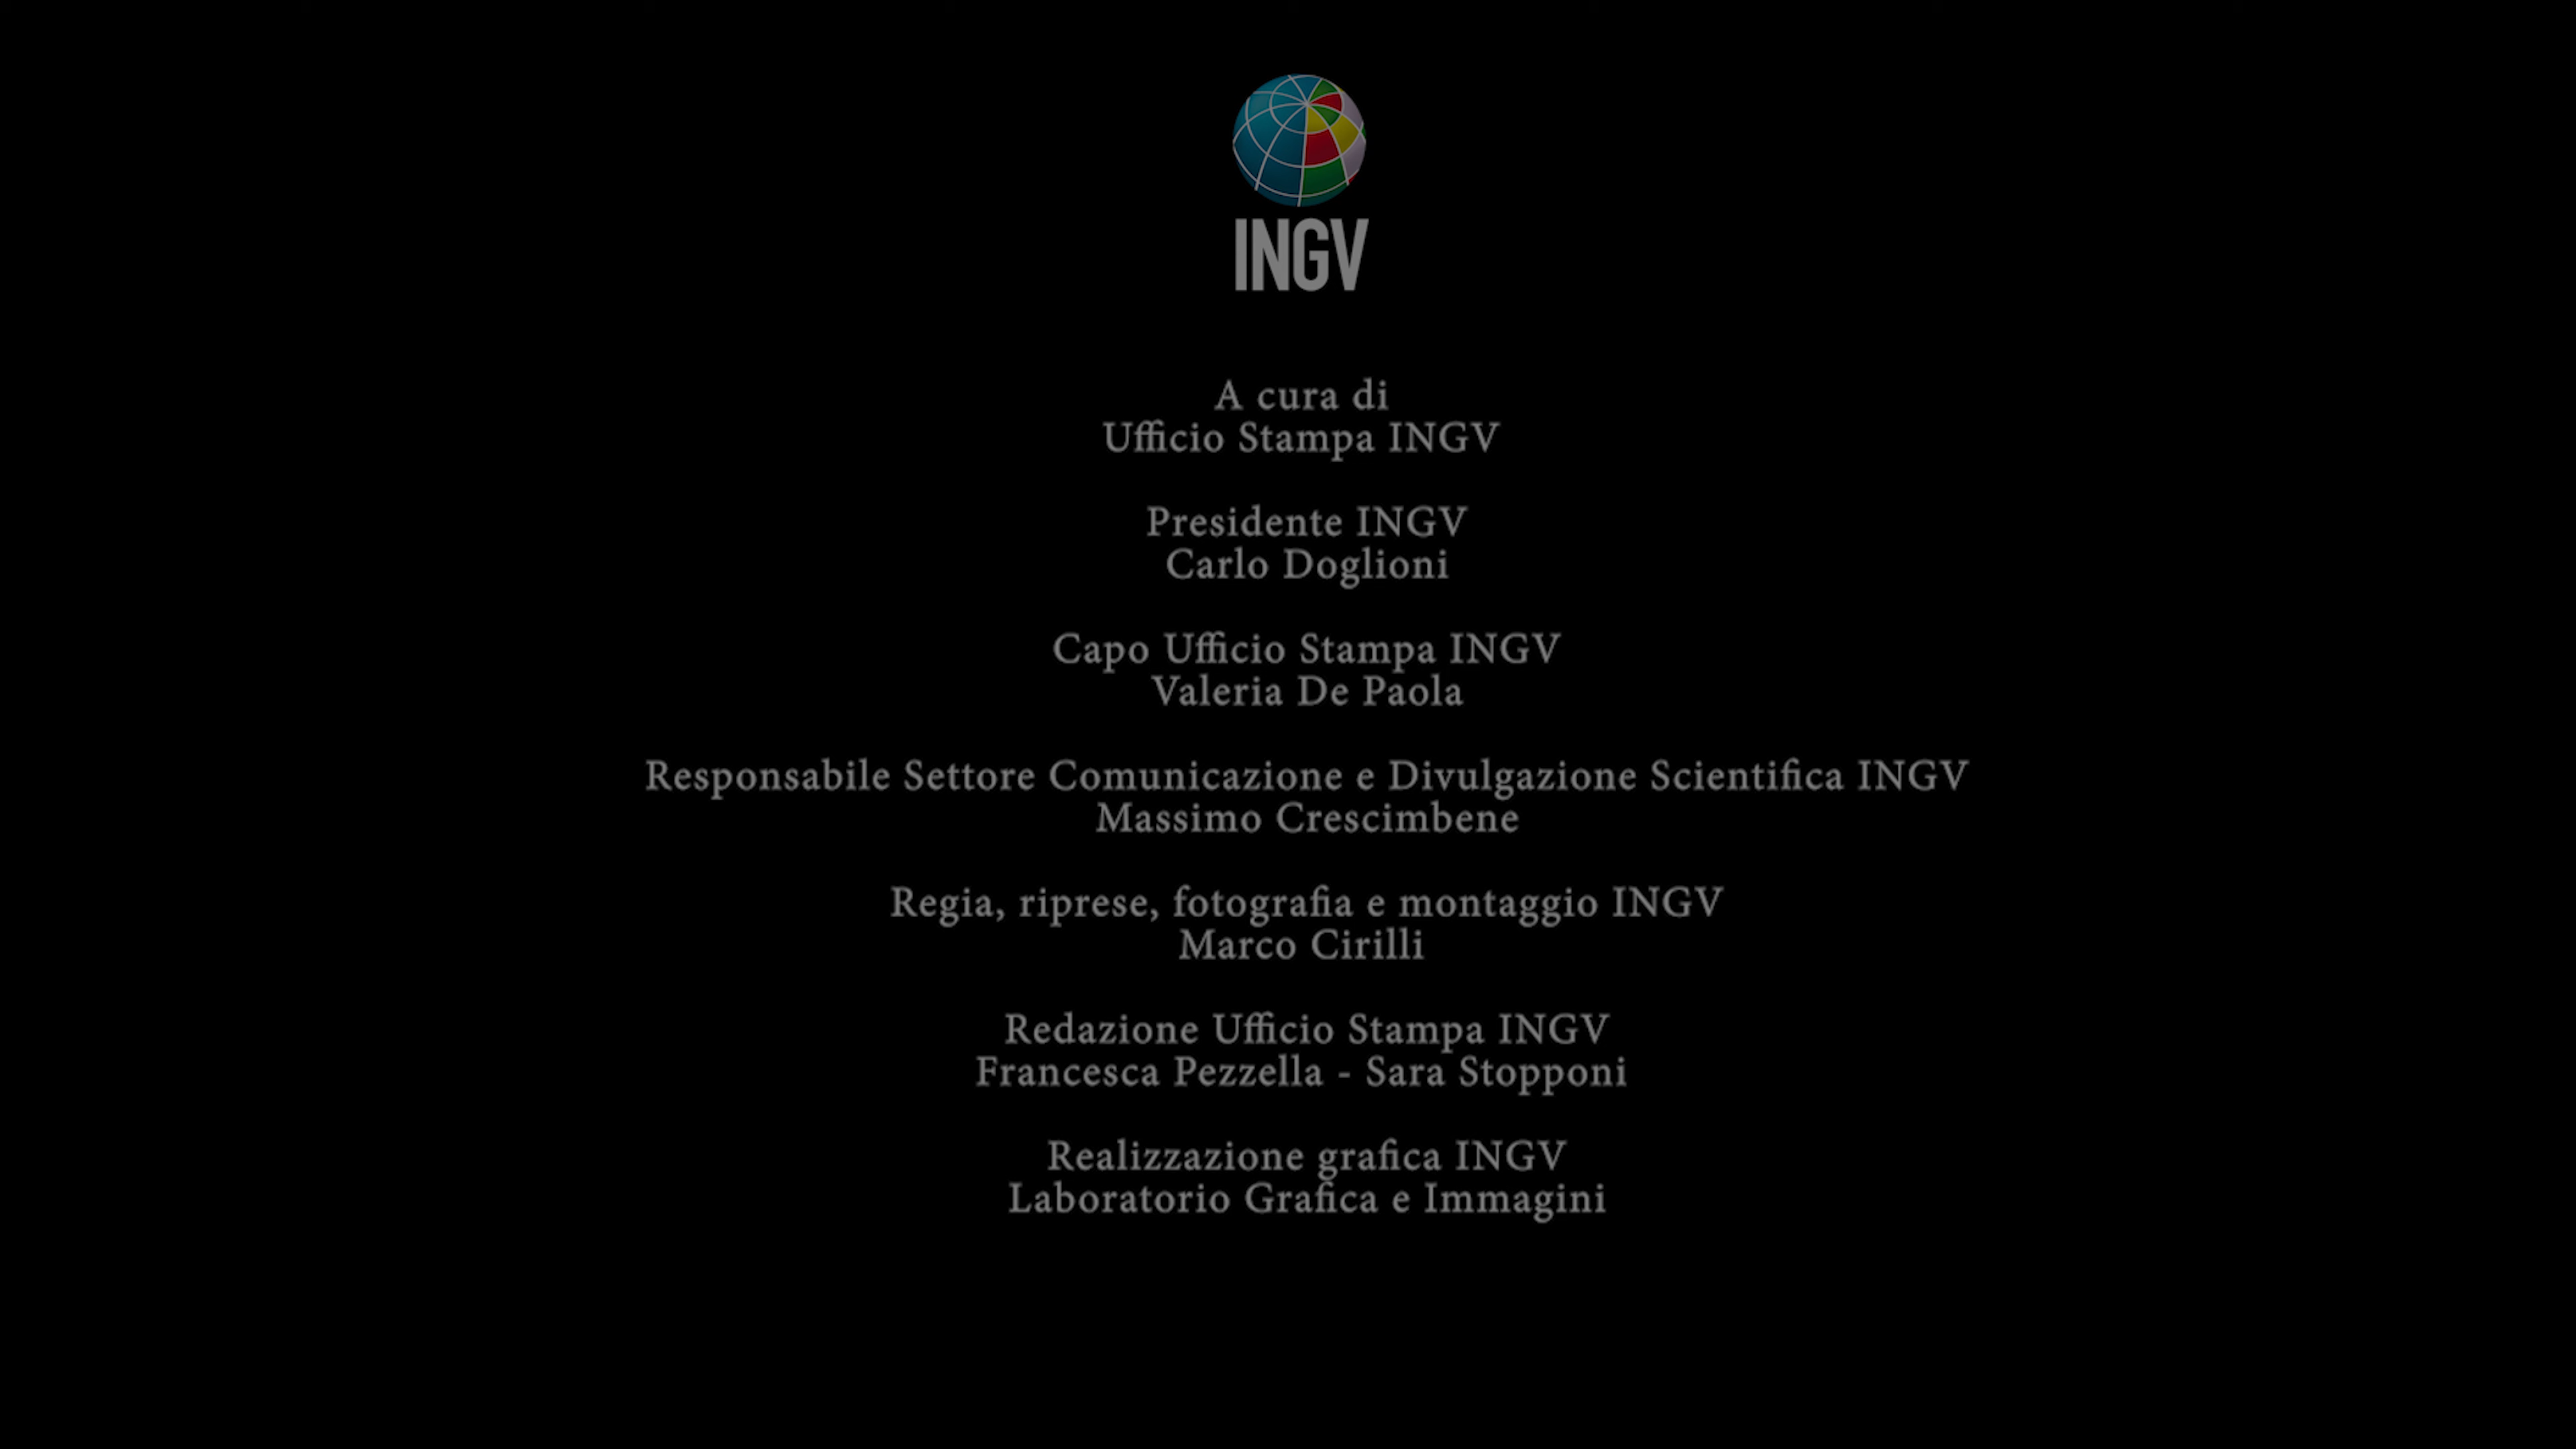 INGV
A cura di
Ufficio Stampa INGV
Presidente INGV
Carlo Doglioni
Capo Ufficio Stampa INGV
Valeria De Paola
Responsabile Settore Comunicazione e Divulgazione Scientifica INGV
Massimo Crescimbene
Regia, riprese, fotografia e montaggio INGV
Marco Cirilli
Redazione Ufficio Stampa INGV
Francesca Pezzella - Sara Stopponi
Realizzazione grafica INGV
Laboratorio Grafica e Immagini